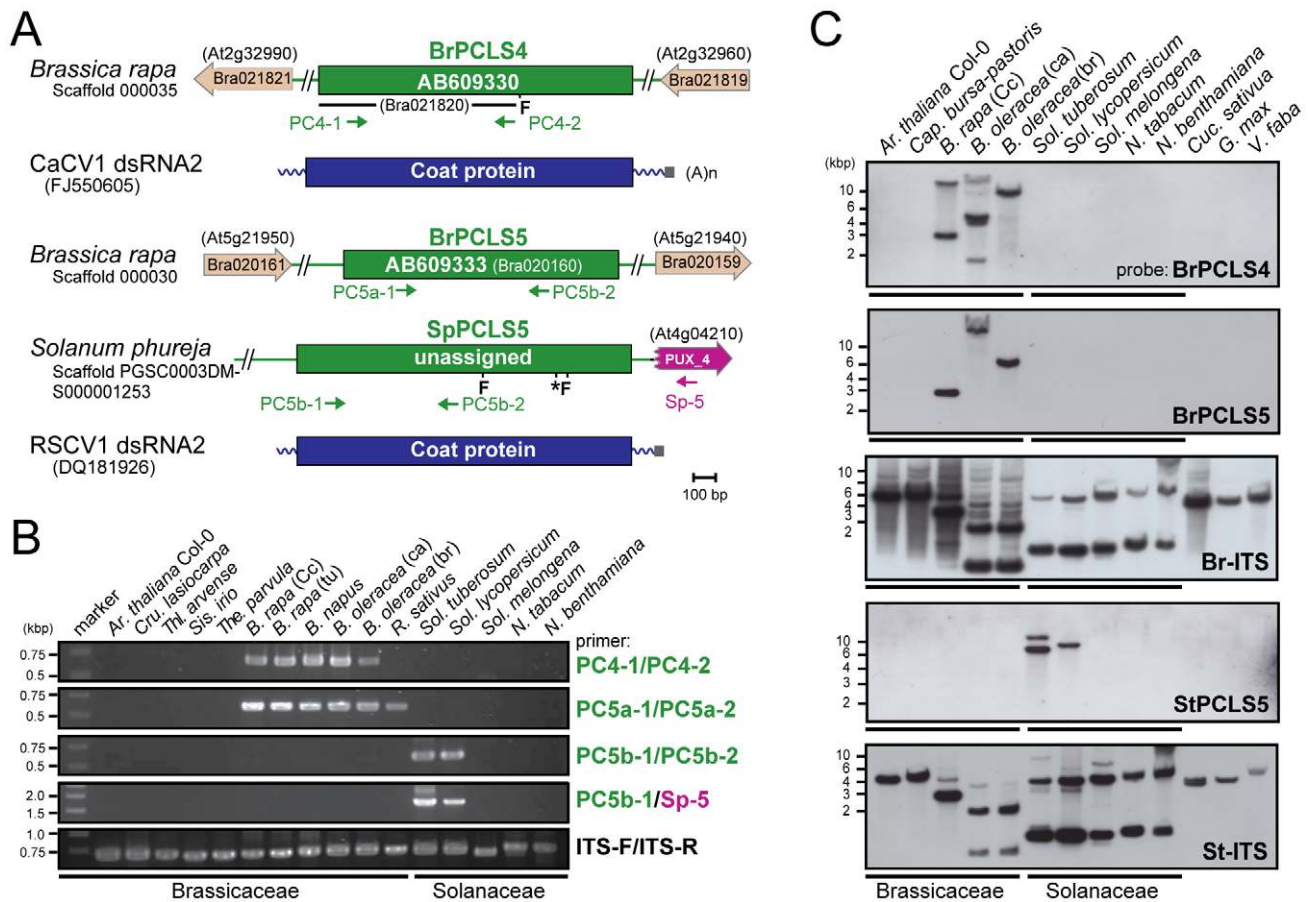 A
BrPCLS4
(At2g32990)
(At2g32960)
Brassica rapa
Scaffold 000035
Bra021821
AB609330
Bra021819
(Bra021820)
F
PC4-1
PC4-2
CaCV1 dsRNA2
(FJ550605)
Coat protein
(A)n
BrPCLS5
(At5g21950)
(At5g21940)
Brassica rapa
Scaffold 000030
Bra020161
AB609333 (Bra020160)
Bra020159
PC5a-1
PC5b-2
SpPCLS5
(At4g04210)
Solanum phureja
Scaffold PGSC0003DM-
S000001253
unassigned
PUX_4
F
*F
PC5b-1
PC5b-2
Sp-5
RSCV1 dsRNA2
(DQ181926)
Coat protein
100 bp
B
(kbp)
marker
Ar. thaliana Col-0
Cru. lasiocarpa
Thl. arvense
Sis. irio
The. parvula
B. rapa (Cc)
B. rapa (tu)
B. napus
B. oleracea (ca)
B. oleracea (br)
R. sativus
Sol. tuberosum
Sol. lycopersicum
Sol. melongena
N. tabacum
N. benthamiana
primer:
0.75
0.5
PC4-1/PC4-2
0.75
0.5
PC5a-1/PC5a-2
0.75
0.5
PC5b-1/PC5b-2
2.0
1.5
PC5b-1/Sp-5
1.0
0.75
ITS-F/ITS-R
Brassicaceae
Solanaceae
C
(kbp)
Ar. thaliana Col-0
Cap. bursa-pastoris
B. rapa (Cc)
B. oleracea (ca)
B. oleracea (br)
Sol. tuberosum
Sol. lycopersicum
Sol. melongena
N. tabacum
N. benthamiana
Cuc. sativa
G. max
V. faba
10
6
4
3
2
probe: BrPCLS4
10
6
4
3
2
BrPCLS5
10
6
4
3
2
Br-ITS
10
6
4
3
2
StPCLS5
10
6
4
3
2
St-ITS
Brassicaceae
Solanaceae